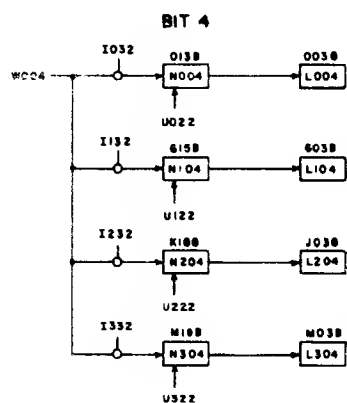 BIT 4
I032 013B 003B
W004 N004 L004
U022
I132 615B 603B
N104 L104
U122
I232 K18B J03B
N204 L204
U222
I332 M18B M03B
N304 L304
U322